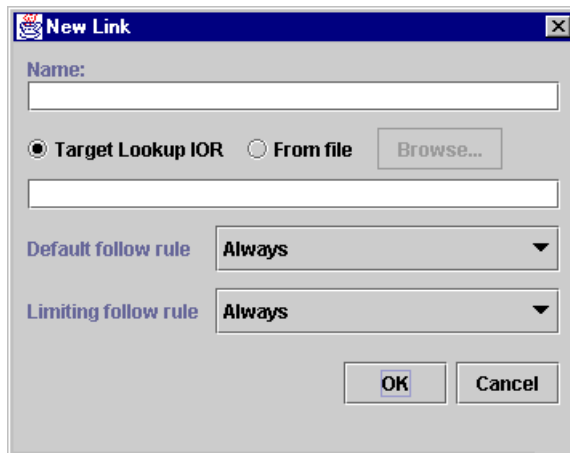 New Link
Name:
Target Lookup IOR From file Browse...
Default follow rule Always
Limiting follow rule Always
OK Cancel